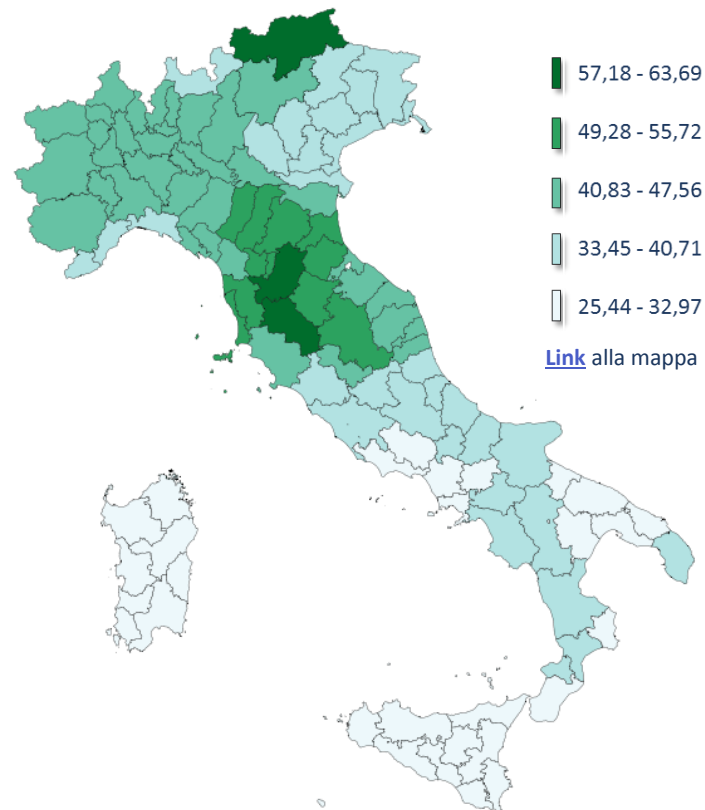 57,18 - 63,69
49,28 - 55,72
40,83 - 47,56
33,45 - 40,71
25,44 - 32,97
Link alla mappa